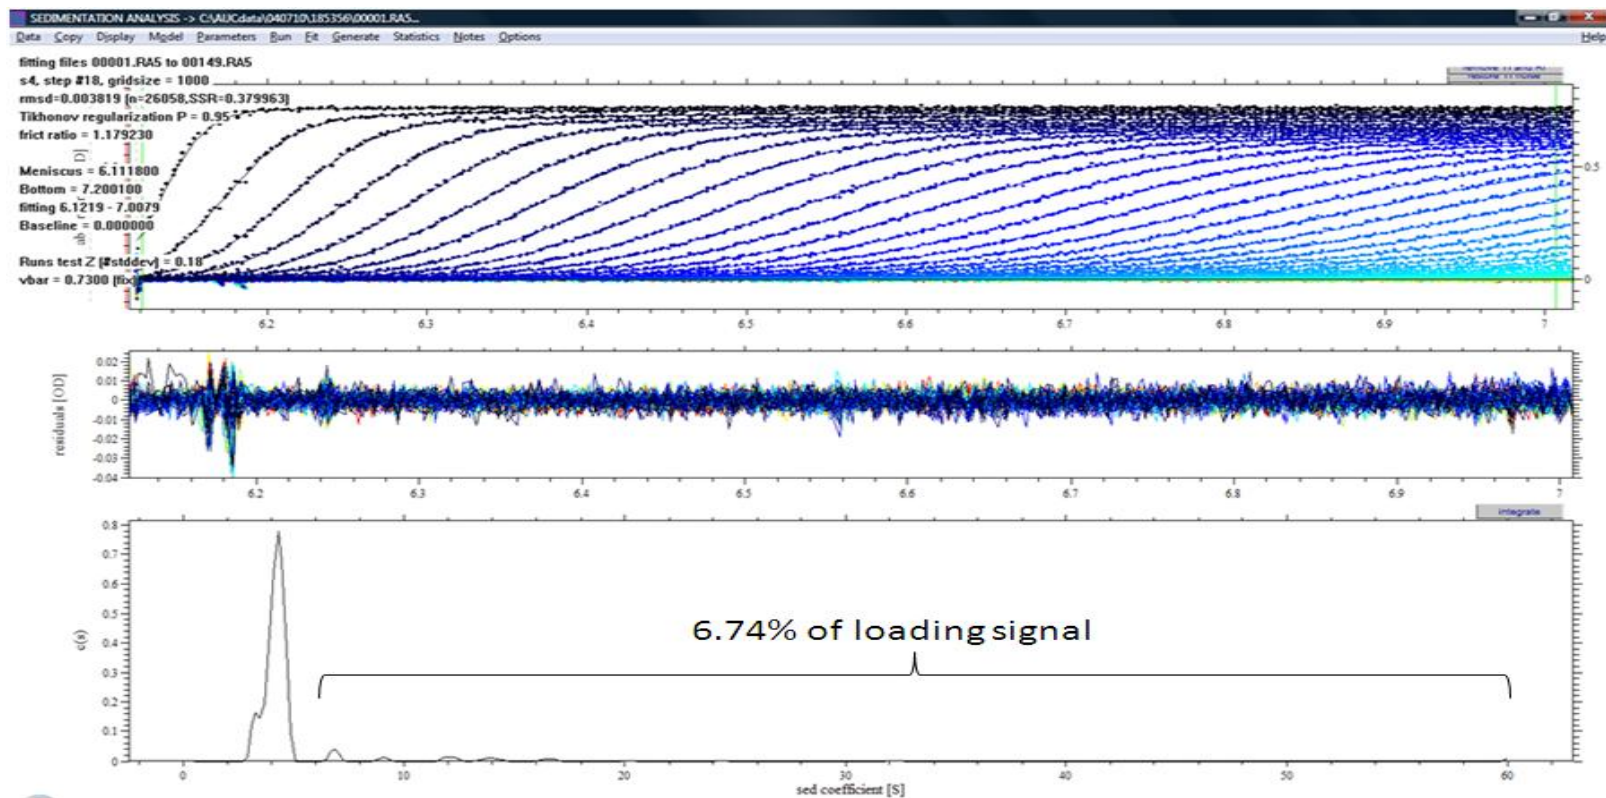 SEDIMENTATION ANALYSIS -> C:\AUCdata\040710\185356\00001.RA5...
Data Copy Display Model Parameters Run Fit Generate Statistics Notes Options Help
fitting files 00001.RA5 to 00149.RA5
s4, step #18, gridsize = 1000
rmsd=0.003819 [n=26058,SSR=0.379963]
Tikhonov regularization P = 0.95
frict ratio = 1.179230
Meniscus = 6.111800
Bottom = 7.200100
fitting 6.1219 - 7.0079
Baseline = 0.000000
Runs test Z [#stddev] = 0.18
vbar = 0.7300 [fix]
0.5
0
6.2 6.3 6.4 6.5 6.6 6.7 6.8 6.9 7
residuals [OD]
0.02
0.01
0
-0.01
-0.02
-0.03
-0.04
6.2 6.3 6.4 6.5 6.6 6.7 6.8 6.9 7
integrate
c(s)
0.8
0.7
0.6
0.5
0.4
0.3
0.2
0.1
0
6.74% of loading signal
0 10 20 30 40 50 60
sed coefficient [S]